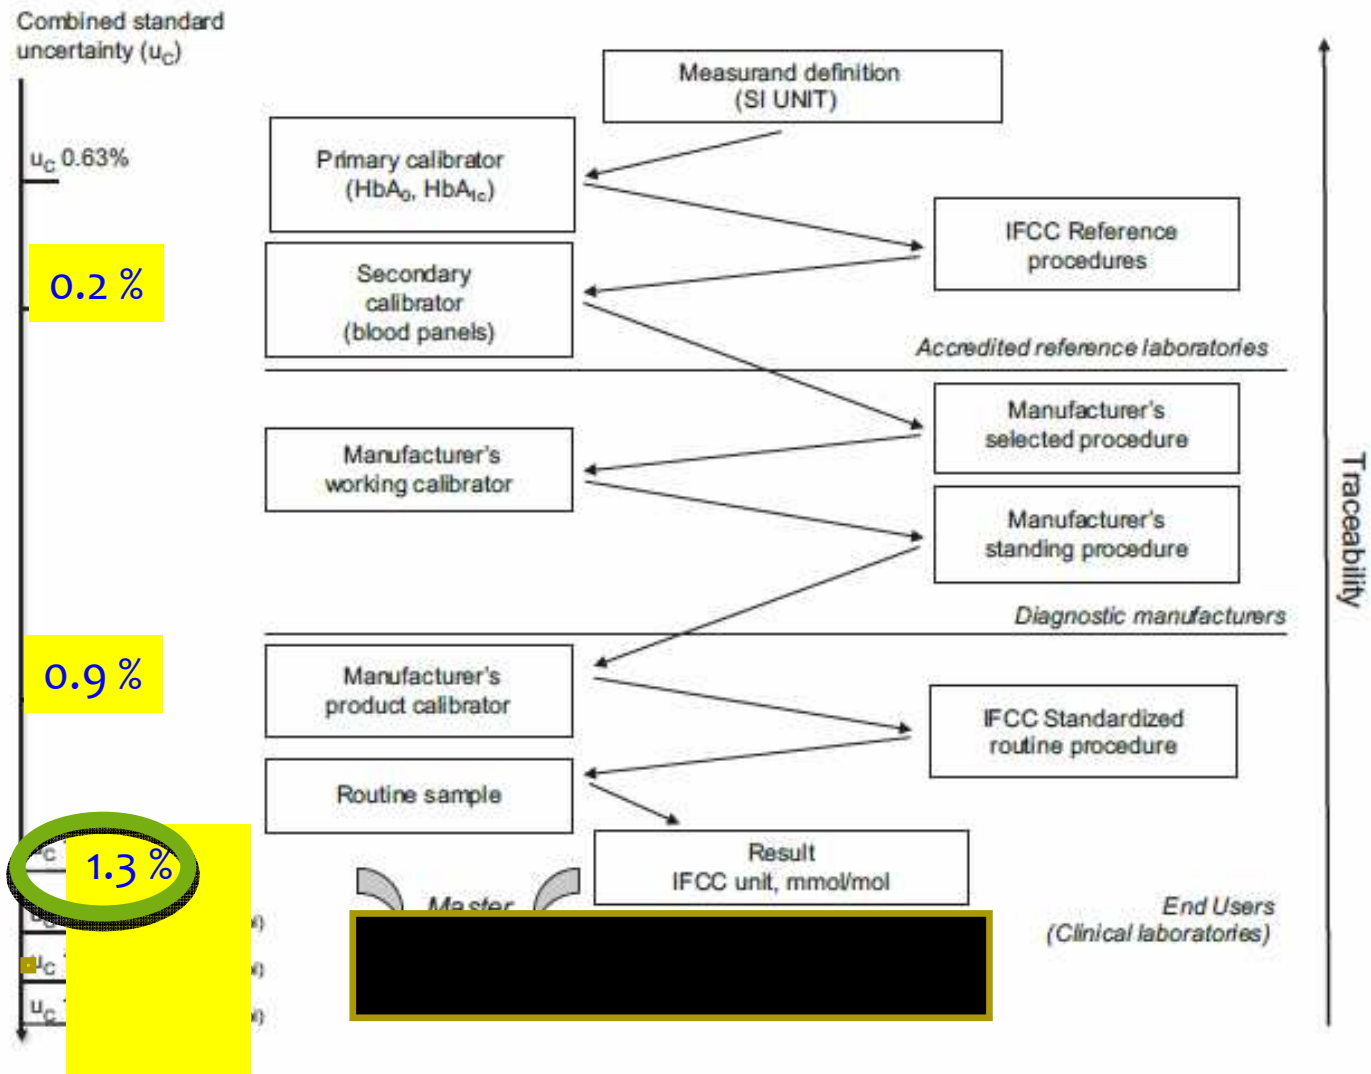 Combined standard
uncertainty (uC)
Measurand definition
(SI UNIT)
uC 0.63%
Primary calibrator
(HbA0, HbA1c)
IFCC Reference
procedures
0.2 %
Secondary
calibrator
(blood panels)
Accredited reference laboratories
Manufacturer's
selected procedure
Manufacturer's
working calibrator
Manufacturer's
standing procedure
Traceability
Diagnostic manufacturers
0.9 %
Manufacturer's
product calibrator
IFCC Standardized
routine procedure
Routine sample
1.3 %
Result
IFCC unit, mmol/mol
Master
End Users
(Clinical laboratories)
uC
uC